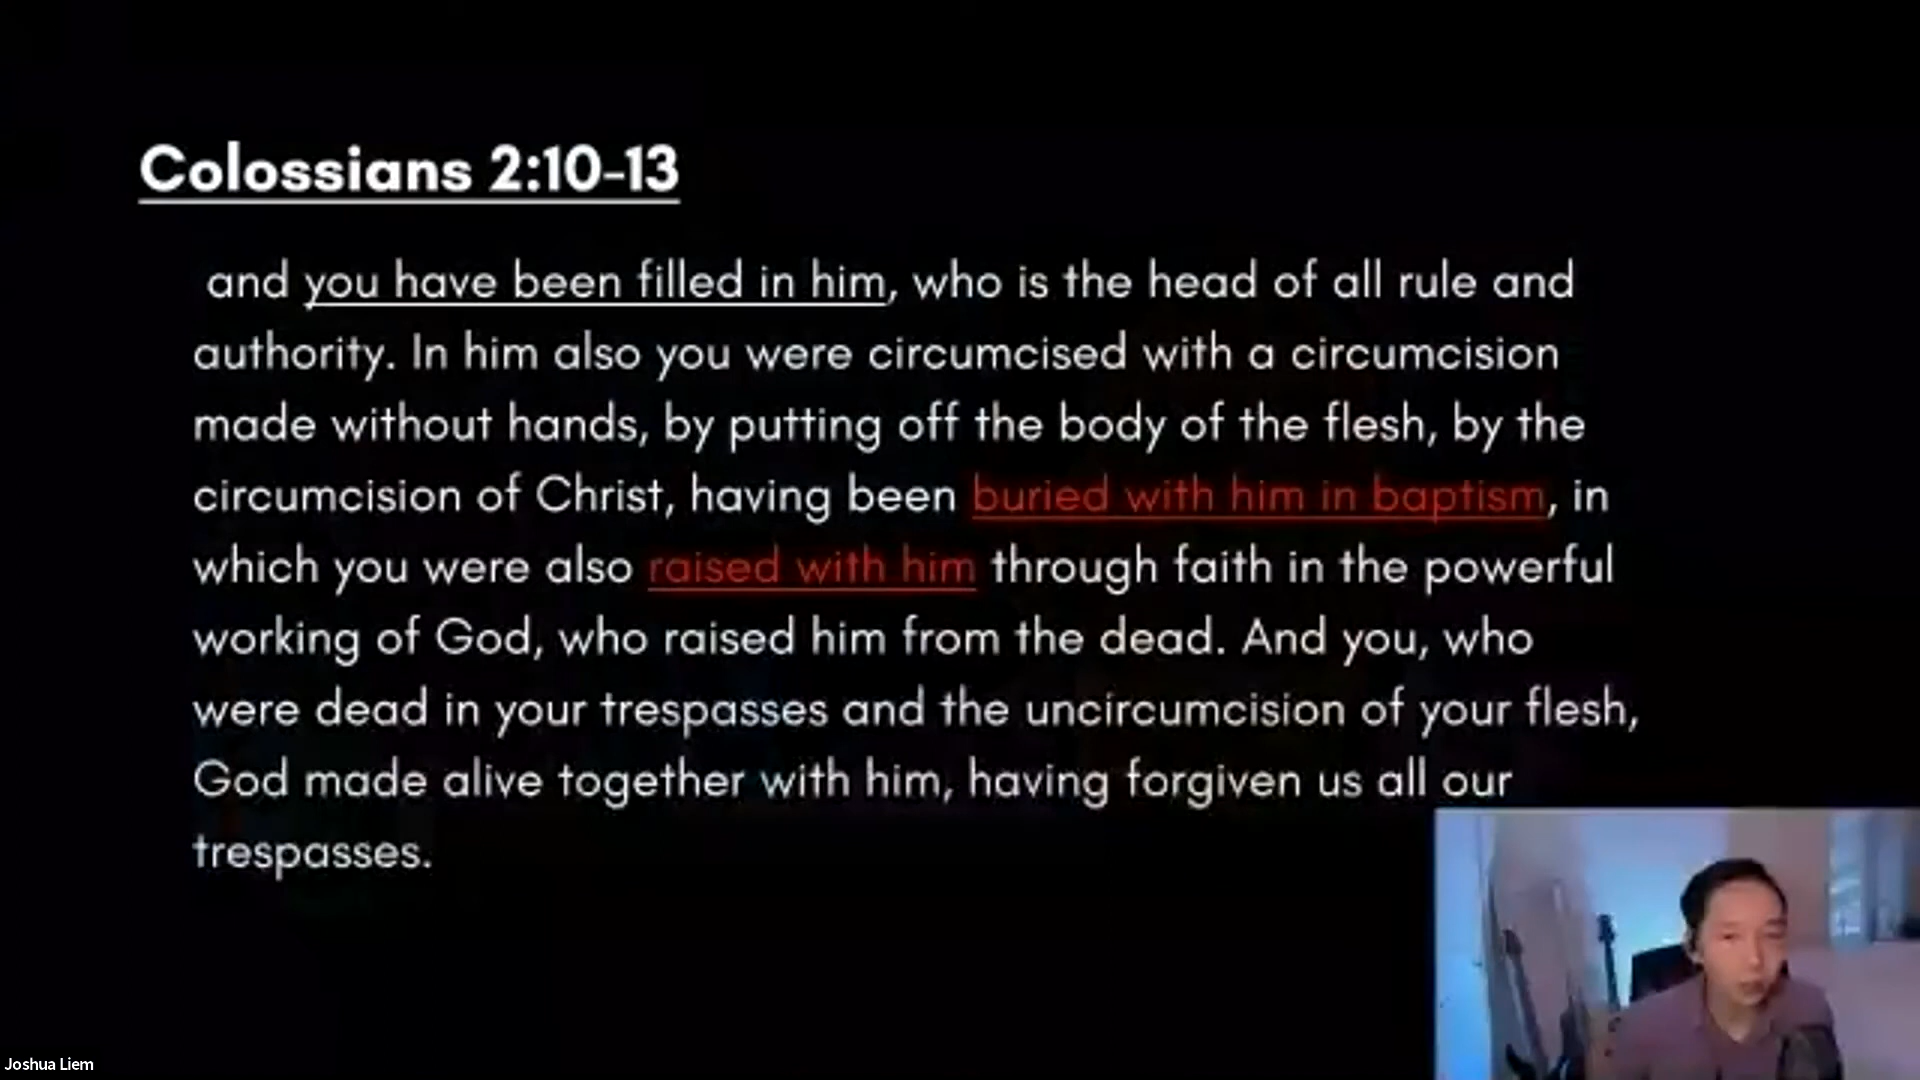 Colossians 2:10-13
and you have been filled in him, who is the head of all rule and
authority. In him also you were circumcised with a circumcision
made without hands, by putting off the body of the flesh, by the
circumcision of Christ, having been buried with him in baptism, in
which you were also raised with him through faith in the powerful
working of God, who raised him from the dead. And you, who
were dead in your trespasses and the uncircumcision of your flesh,
God made alive together with him, having forgiven us all our
trespasses.
Joshua Liem